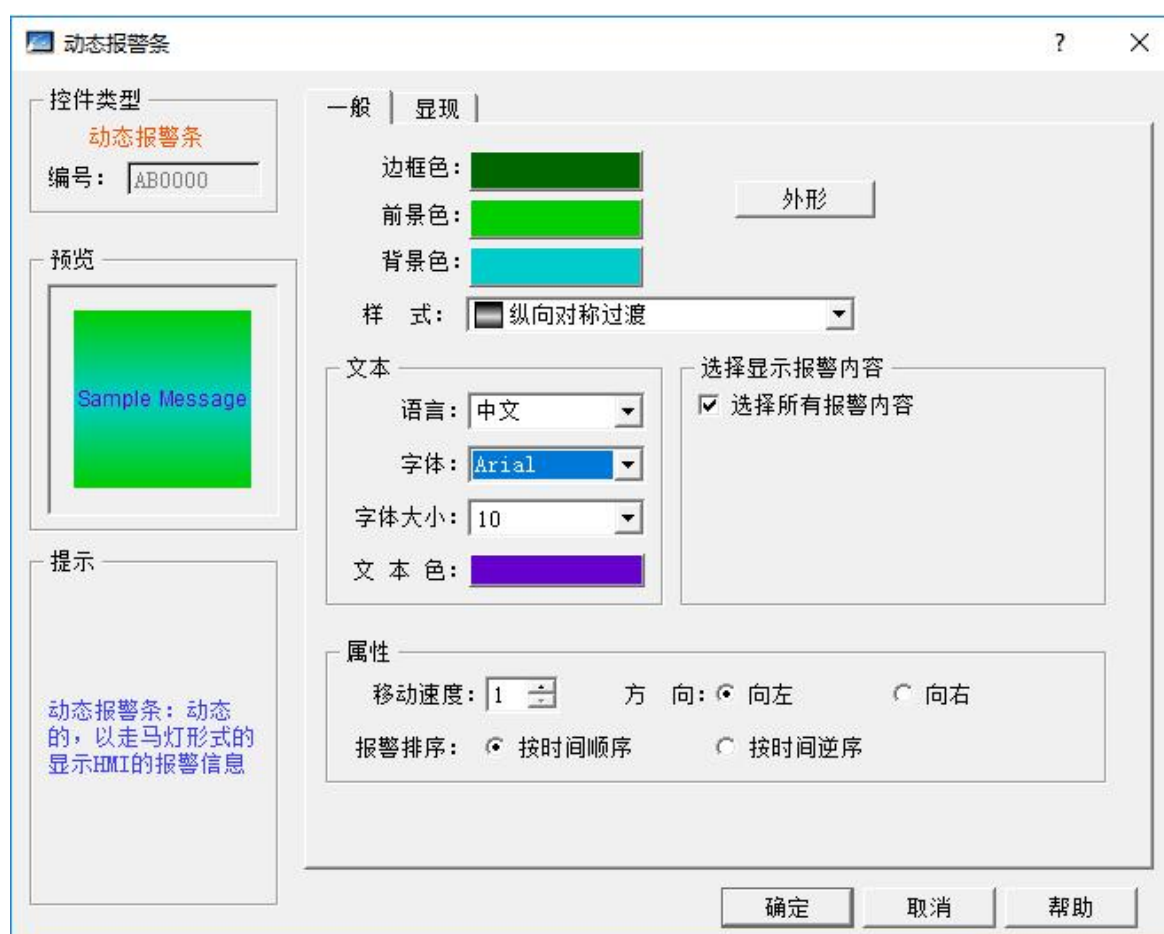 动态报警条
控件类型
动态报警条
编号： AB0000
预览
Sample Message
提示
动态报警条：动态
的，以走马灯形式的
显示HMI的报警信息
一般 显现
边框色：
前景色：
背景色：
外形
样 式： 纵向对称过渡
文本
语言： 中文
字体： Arial
字体大小： 10
文 本 色：
选择显示报警内容
选择所有报警内容
属性
移动速度： 1 方 向： 向左 向右
报警排序： 按时间顺序 按时间逆序
确定 取消 帮助